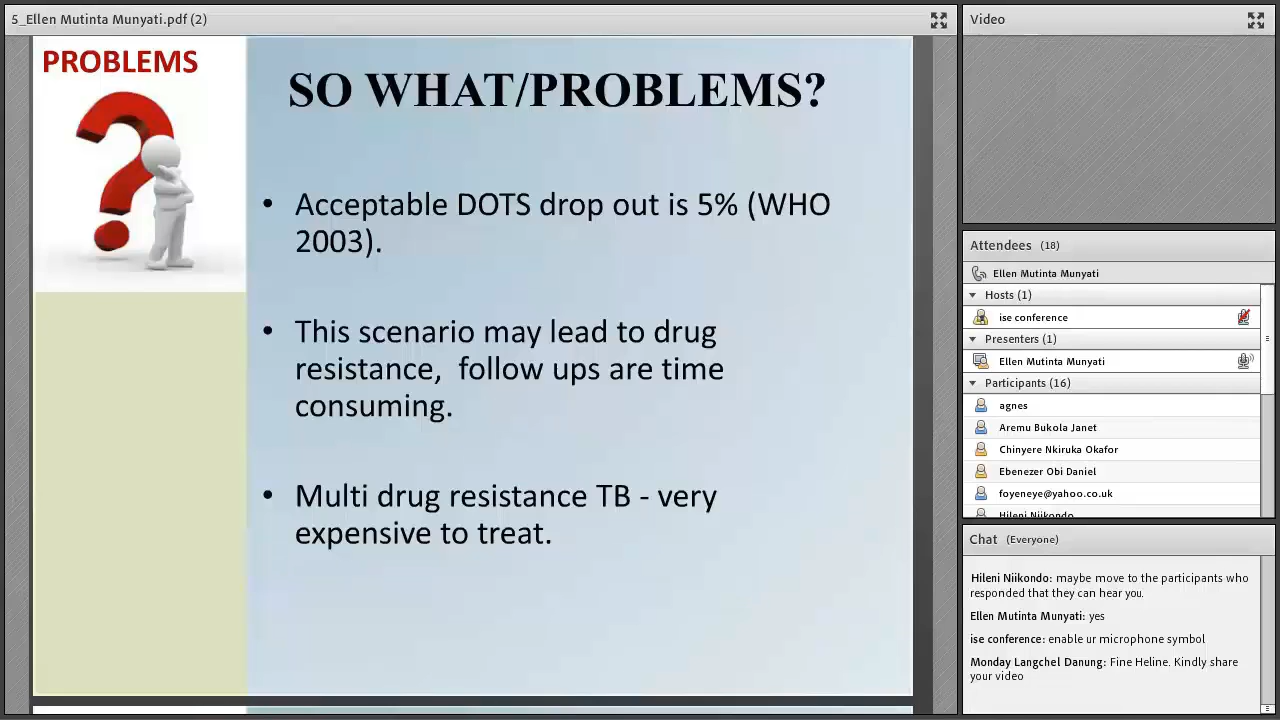 5_Ellen Mutinta Munyati.pdf (2)
PROBLEMS
SO WHAT/PROBLEMS?
• Acceptable DOTS drop out is 5% (WHO
2003).
• This scenario may lead to drug
resistance, follow ups are time
consuming.
• Multi drug resistance TB - very
expensive to treat.
Video
Attendees (18)
Ellen Mutinta Munyati
Hosts (1)
ise conference
Presenters (1)
Ellen Mutinta Munyati
Participants (16)
agnes
Aremu Bukola Janet
Chinyere Nkiruka Okafor
Ebenezer Obi Daniel
foyeneye@yahoo.co.uk
Hileni Niikondo
Chat (Everyone)
Hileni Niikondo: maybe move to the participants who
responded that they can hear you.
Ellen Mutinta Munyati: yes
ise conference: enable ur microphone symbol
Monday Langchel Danung: Fine Heline. Kindly share
your video